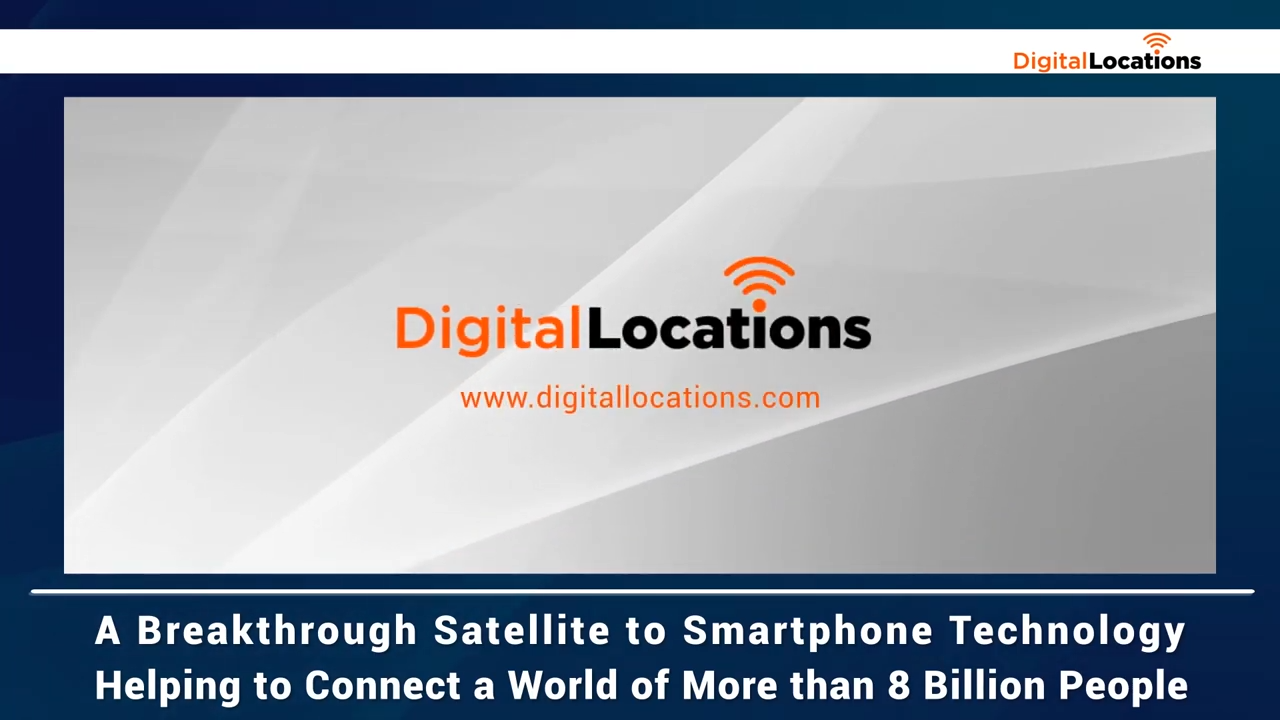 DigitalLocations
DigitalLocations
www.digitallocations.com
A Breakthrough Satellite to Smartphone Technology
Helping to Connect a World of More than 8 Billion People